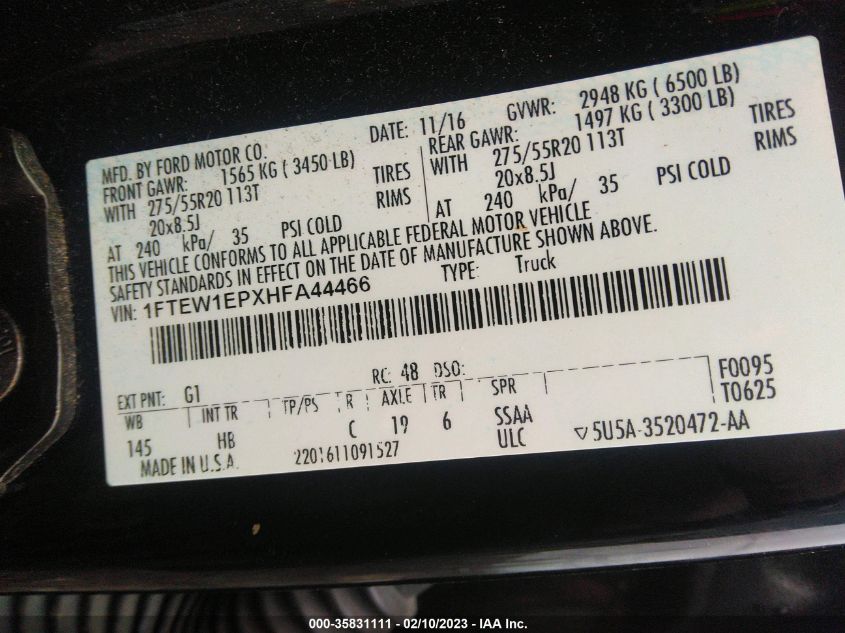 MFD. BY FORD MOTOR CO.
DATE: 11/16 GVWR: 2948 KG ( 6500 LB)
FRONT GAWR: 1565 KG ( 3450 LB)
REAR GAWR: 1497 KG ( 3300 LB)
WITH 275/55R20 113T TIRES
WITH 275/55R20 113T TIRES
20x8.5J RIMS
20x8.5J RIMS
AT 240 kPa/ 35 PSI COLD
AT 240 kPa/ 35 PSI COLD
THIS VEHICLE CONFORMS TO ALL APPLICABLE FEDERAL MOTOR VEHICLE
SAFETY STANDARDS IN EFFECT ON THE DATE OF MANUFACTURE SHOWN ABOVE.
VIN: 1FTEW1EPXHFA44466 TYPE: Truck
EXT PNT: G1 RC: 48 DSO: F0095
WB INT TR TP/PS R AXLE TR SPR T0625
145 HB C 19 6 SSAA
ULC ▽5U5A-3520472-AA
MADE IN U.S.A. 2201611091527
000-35831111 — 02/10/2023 — IAA Inc.